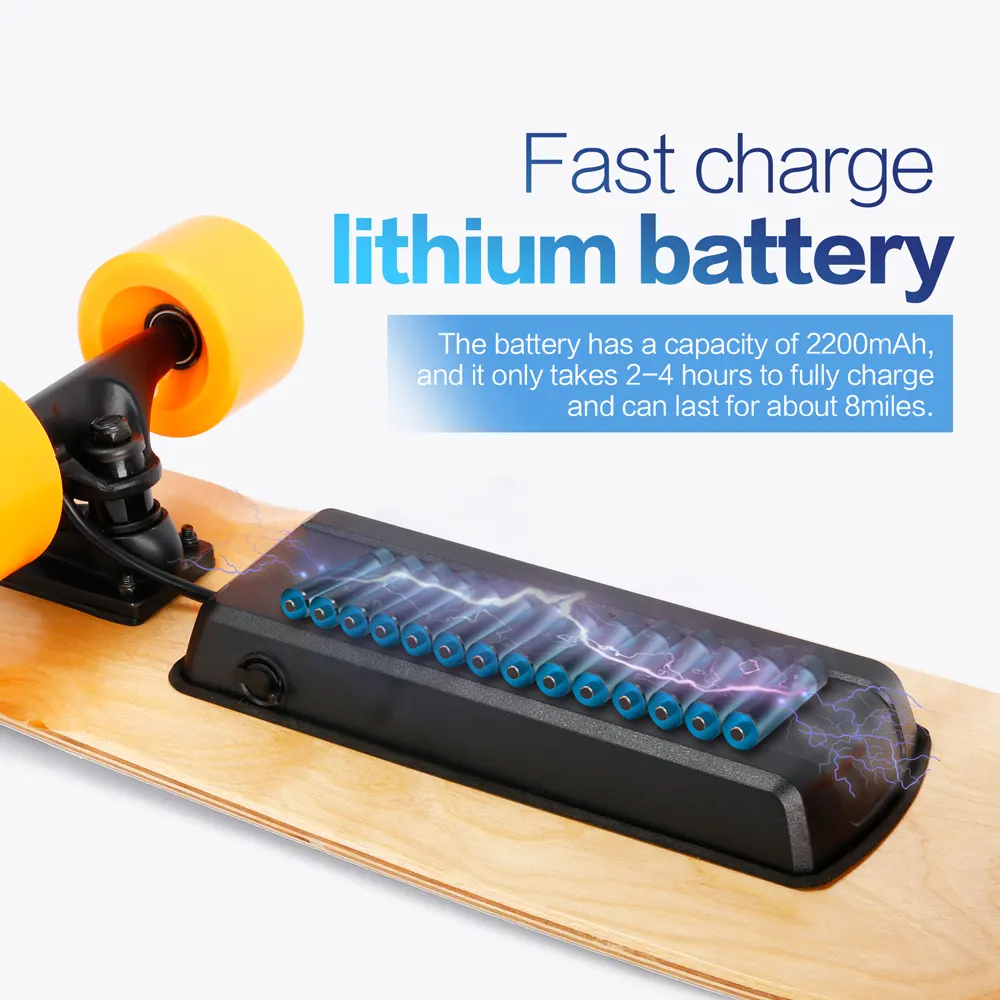 Fast charge
lithium battery
The battery has a capacity of 2200mAh,
and it only takes 2-4 hours to fully charge
and can last for about 8miles.